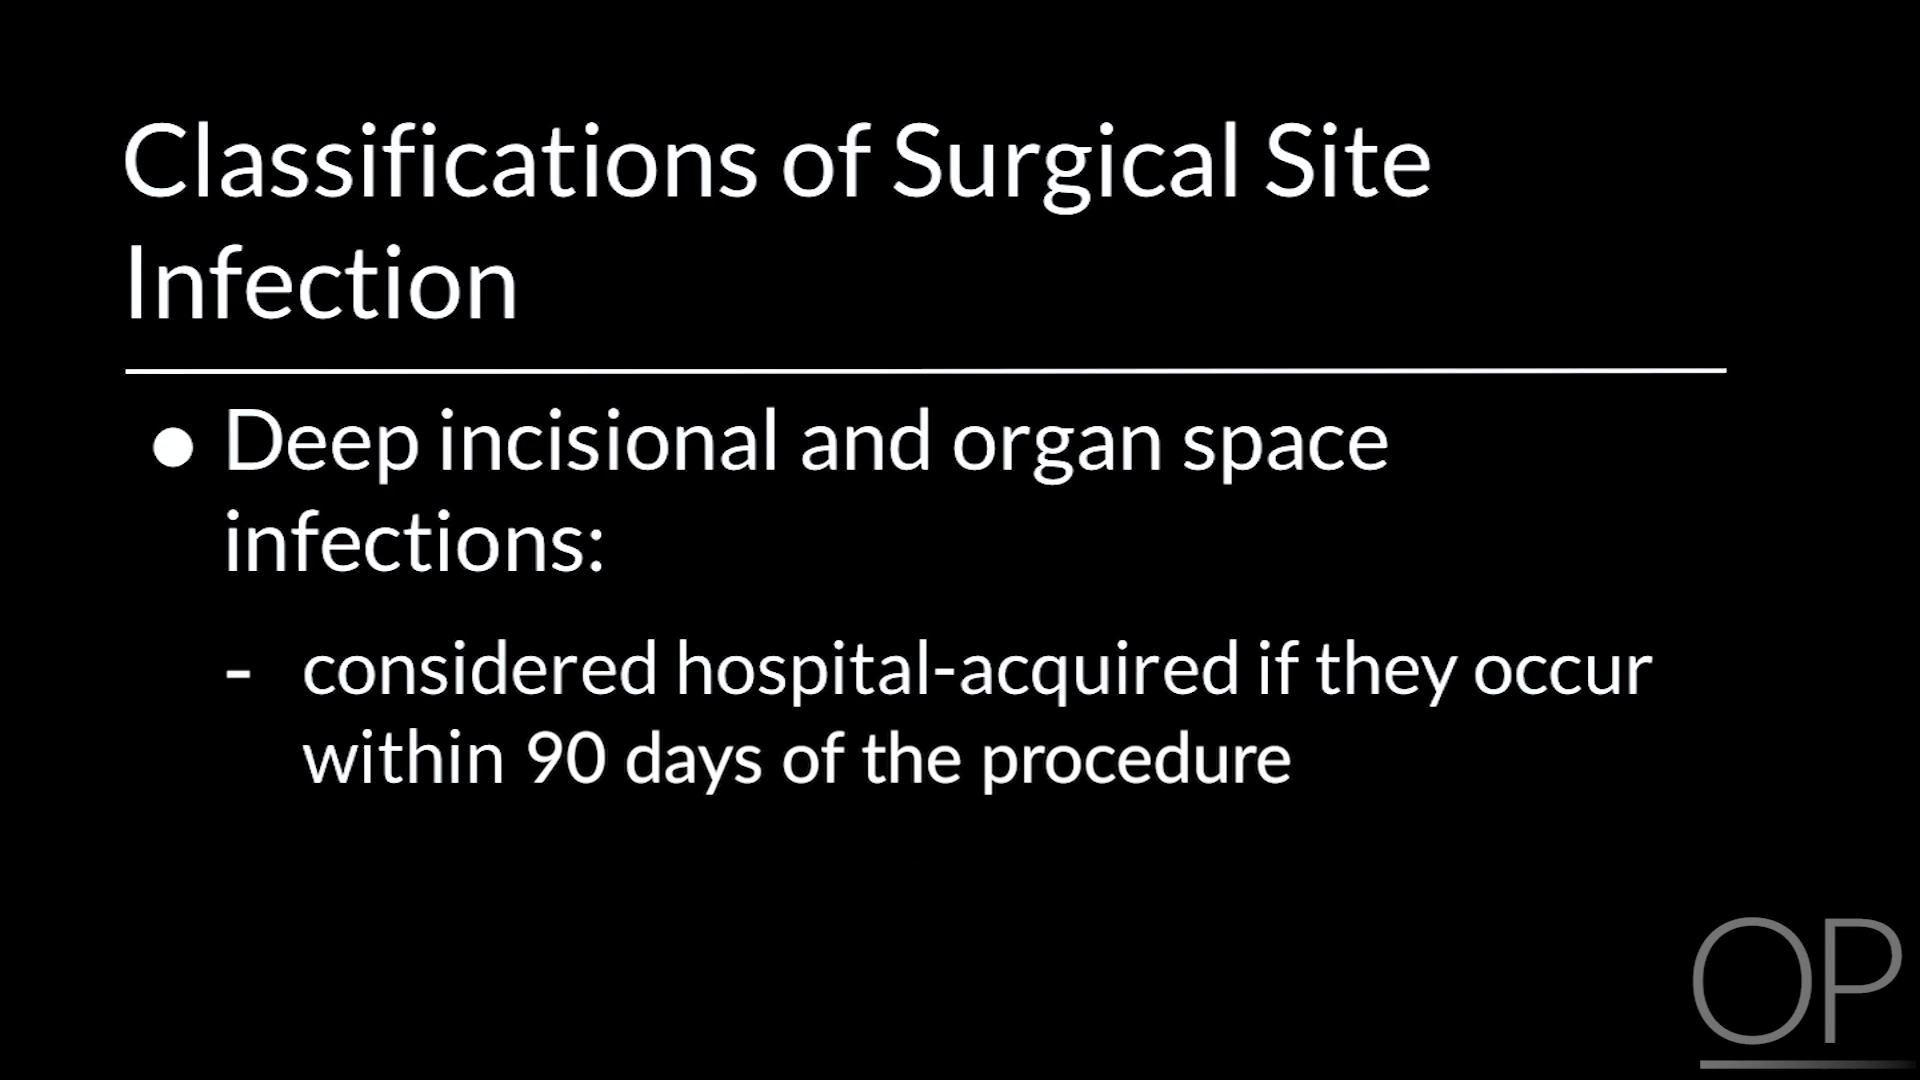 Classifications of Surgical Site
Infection
● Deep incisional and organ space
infections:
- considered hospital-acquired if they occur
within 90 days of the procedure
OP